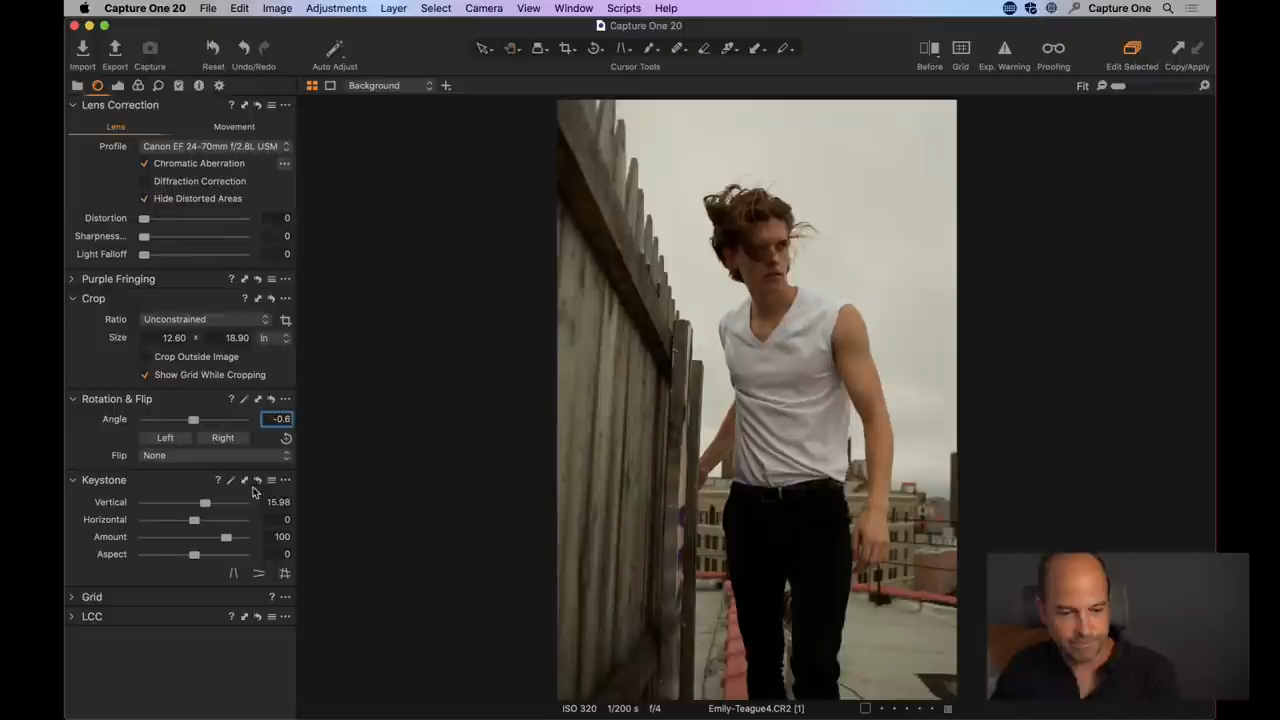 Capture One 20 File Edit Image Adjustments Layer Select Camera View Window Scripts Help Capture One
Capture One 20
Import Export Capture Reset Undo/Redo Auto Adjust Cursor Tools Before Grid Exp. Warning Proofing Edit Selected Copy/Apply
Background Fit
Lens Correction ?
Lens Movement
Profile Canon EF 24-70mm f/2.8L USM
Chromatic Aberration
Diffraction Correction
Hide Distorted Areas
Distortion 0
Sharpness... 0
Light Falloff 0
Purple Fringing ?
Crop ?
Ratio Unconstrained
Size 12.60 x 18.90 In
Crop Outside Image
Show Grid While Cropping
Rotation & Flip ?
Angle -0.6
Left Right
Flip None
Keystone ?
Vertical 15.98
Horizontal 0
Amount 100
Aspect 0
Grid ?
LCC ?
ISO 320 1/200 s f/4 Emily-Teague4.CR2 [1]